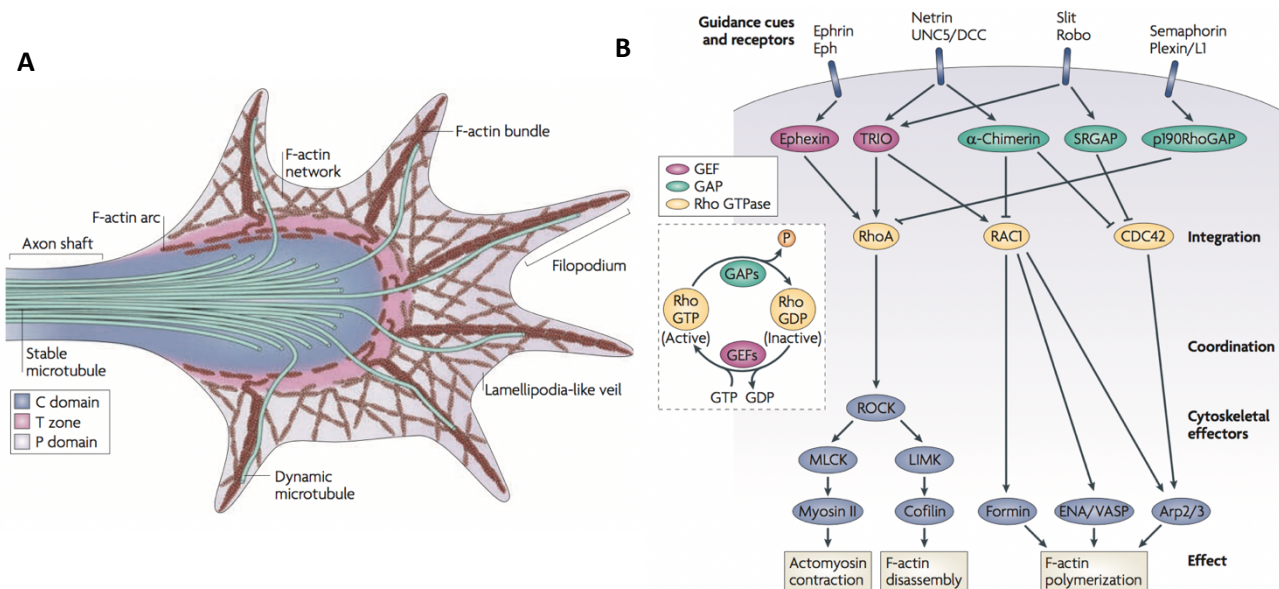 A
F-actin bundle
F-actin
network
F-actin arc
Axon shaft
Filopodium
Stable
microtubule
Lamellipodia-like veil
C domain
T zone
P domain
Dynamic
microtubule
B
Guidance cues
and receptors
Ephrin
Eph
Netrin
UNC5/DCC
Slit
Robo
Semaphorin
Plexin/L1
Ephexin
TRIO
α-Chimerin
SRGAP
p190RhoGAP
GEF
GAP
Rho GTPase
RhoA
RAC1
CDC42
Integration
P
GAPs
Rho
GTP
(Active)
Rho
GDP
(Inactive)
GEFs
GTP GDP
Coordination
ROCK
Cytoskeletal
effectors
MLCK
LIMK
Myosin II
Cofilin
Formin
ENA/VASP
Arp2/3
Effect
Actomyosin
contraction
F-actin
disassembly
F-actin
polymerization